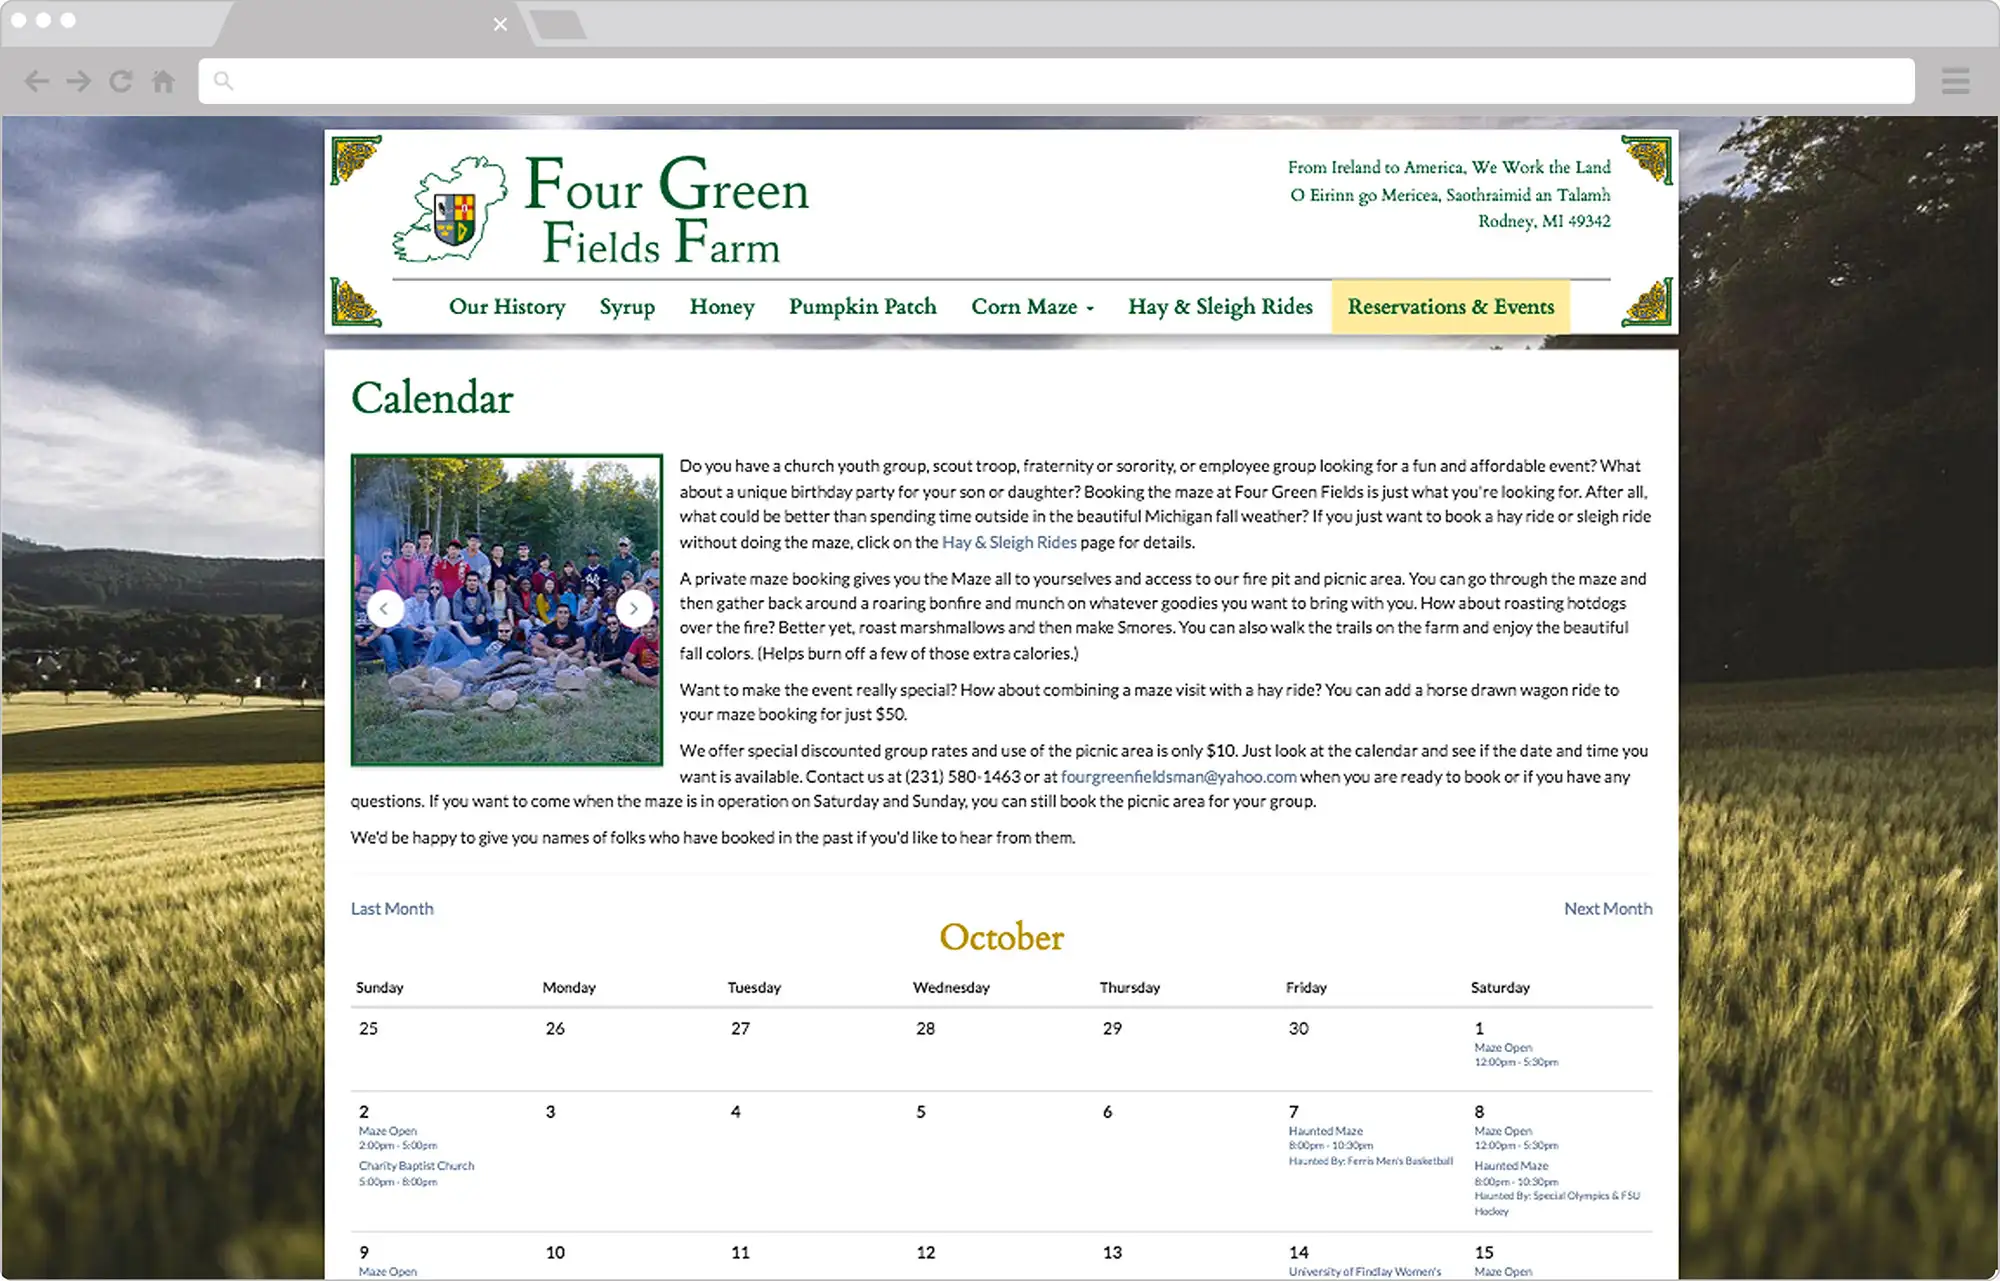 Four Green
Fields Farm
From Ireland to America, We Work the Land
O Eirinn go Mericea, Saothraimid an Talamh
Rodney, MI 49342
Our History Syrup Honey Pumpkin Patch Corn Maze Hay & Sleigh Rides Reservations & Events
Calendar
Do you have a church youth group, scout troop, fraternity or sorority, or employee group looking for a fun and affordable event? What
about a unique birthday party for your son or daughter? Booking the maze at Four Green Fields is just what you're looking for. After all,
what could be better than spending time outside in the beautiful Michigan fall weather? If you just want to book a hay ride or sleigh ride
without doing the maze, click on the Hay & Sleigh Rides page for details.
A private maze booking gives you the Maze all to yourselves and access to our fire pit and picnic area. You can go through the maze and
then gather back around a roaring bonfire and munch on whatever goodies you want to bring with you. How about roasting hotdogs
over the fire? Better yet, roast marshmallows and then make Smores. You can also walk the trails on the farm and enjoy the beautiful
fall colors. (Helps burn off a few of those extra calories.)
Want to make the event really special? How about combining a maze visit with a hay ride? You can add a horse drawn wagon ride to
your maze booking for just $50.
We offer special discounted group rates and use of the picnic area is only $10. Just look at the calendar and see if the date and time you
want is available. Contact us at (231) 580-1463 or at fourgreenfieldsman@yahoo.com when you are ready to book or if you have any
questions. If you want to come when the maze is in operation on Saturday and Sunday, you can still book the picnic area for your group.
We'd be happy to give you names of folks who have booked in the past if you'd like to hear from them.
Last Month Next Month
October
Sunday Monday Tuesday Wednesday Thursday Friday Saturday
25 26 27 28 29 30 1
Maze Open
12:00pm - 5:30pm
2 3 4 5 6 7 8
Maze Open Haunted Maze Maze Open
2:00pm - 5:00pm 8:00pm - 10:30pm 12:00pm - 5:30pm
Charity Baptist Church Haunted By: Ferris Men's Basketball Haunted Maze
5:00pm - 8:00pm 8:00pm - 10:30pm
Haunted By: Special Olympics & FSU
Hockey
9 10 11 12 13 14 15
Maze Open University of Findlay Women's Maze Open